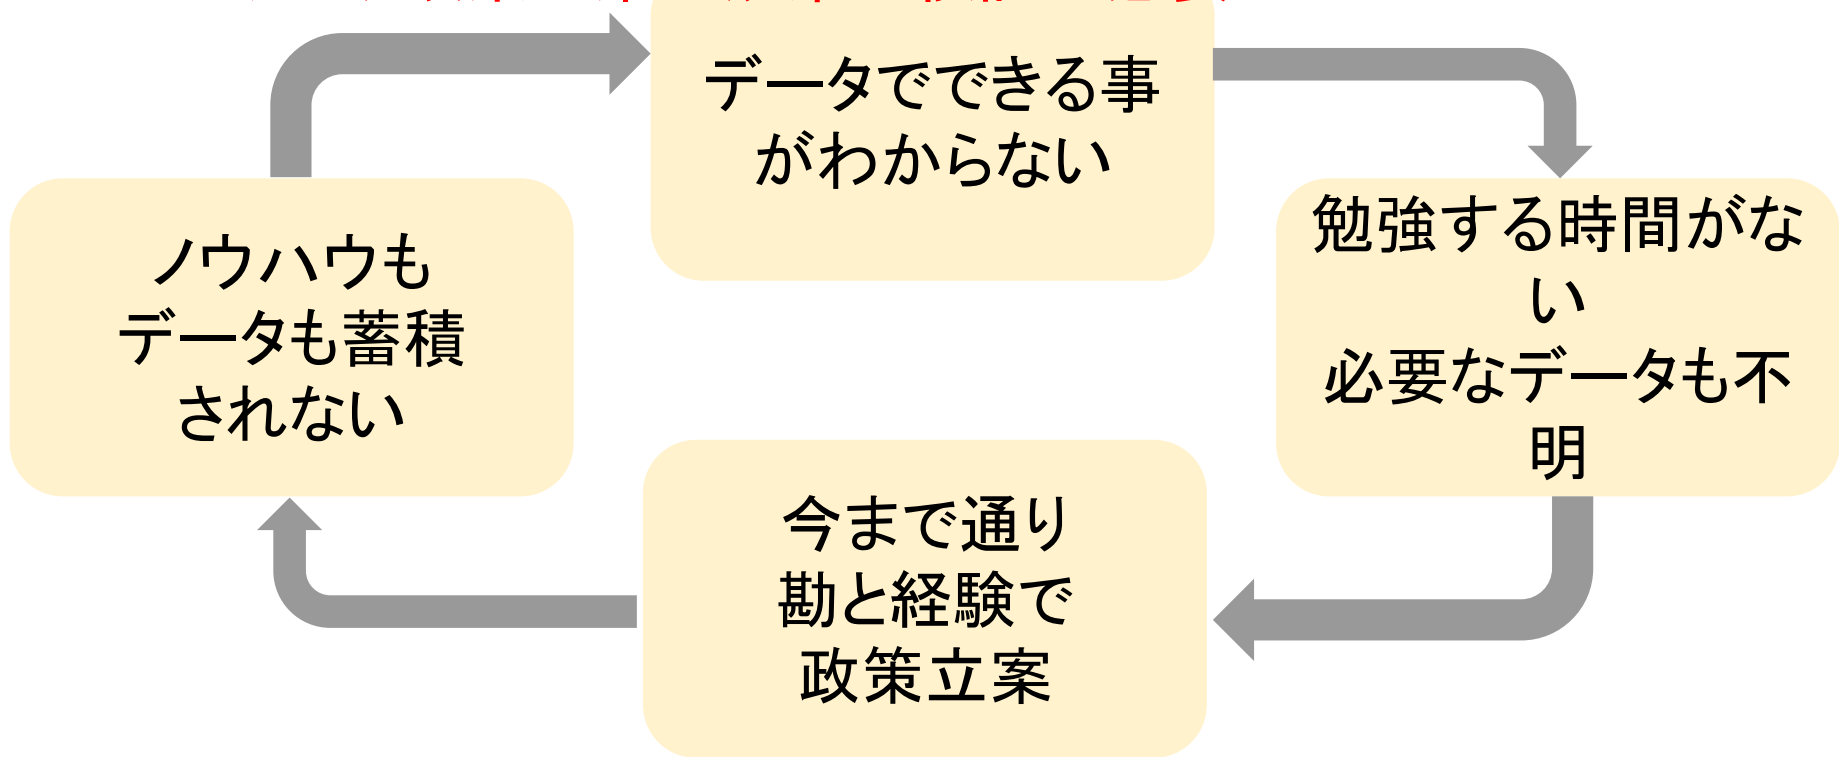 データでできる事
がわからない
勉強する時間がな
い
必要なデータも不
明
今まで通り
勘と経験で
政策立案
ノウハウも
データも蓄積
されない